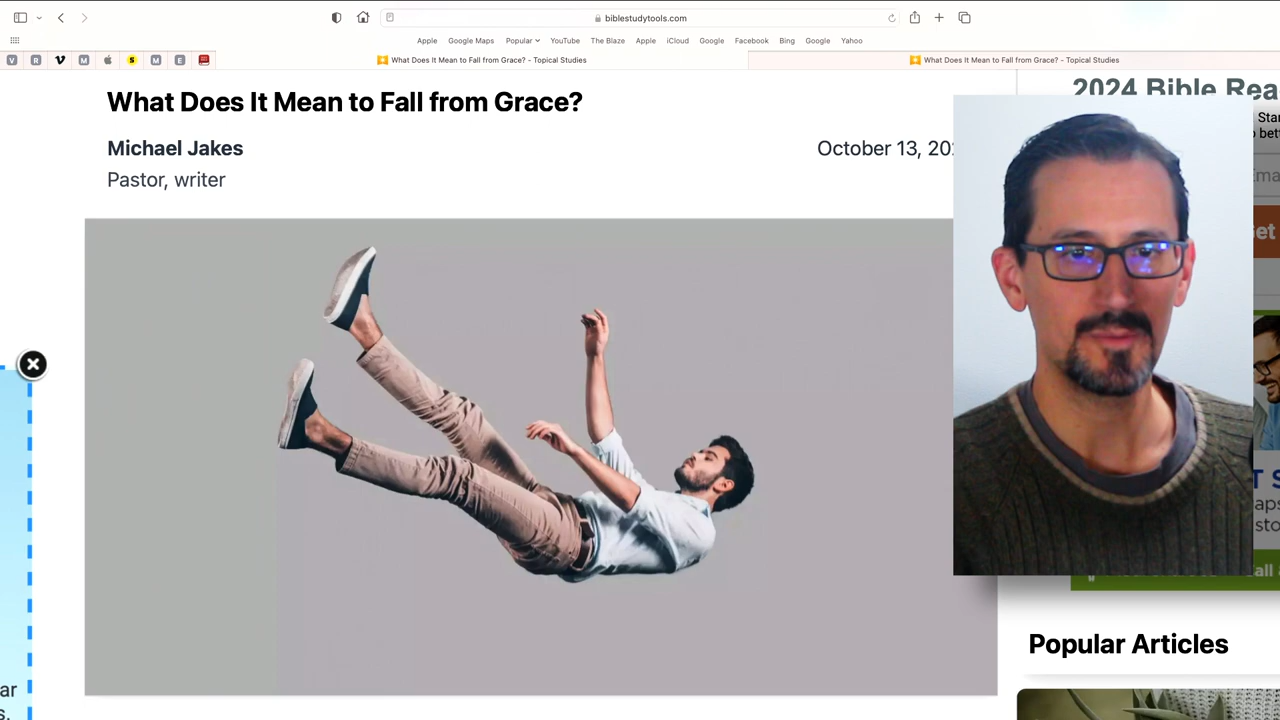 biblestudytools.com
Apple Google Maps Popular YouTube The Blaze Apple iCloud Google Facebook Bing Google Yahoo
V R M S M E What Does It Mean to Fall from Grace? - Topical Studies What Does It Mean to Fall from Grace? - Topical Studies
What Does It Mean to Fall from Grace?
2024 Bible Rea
Michael Jakes October 13, 20
Pastor, writer
Popular Articles